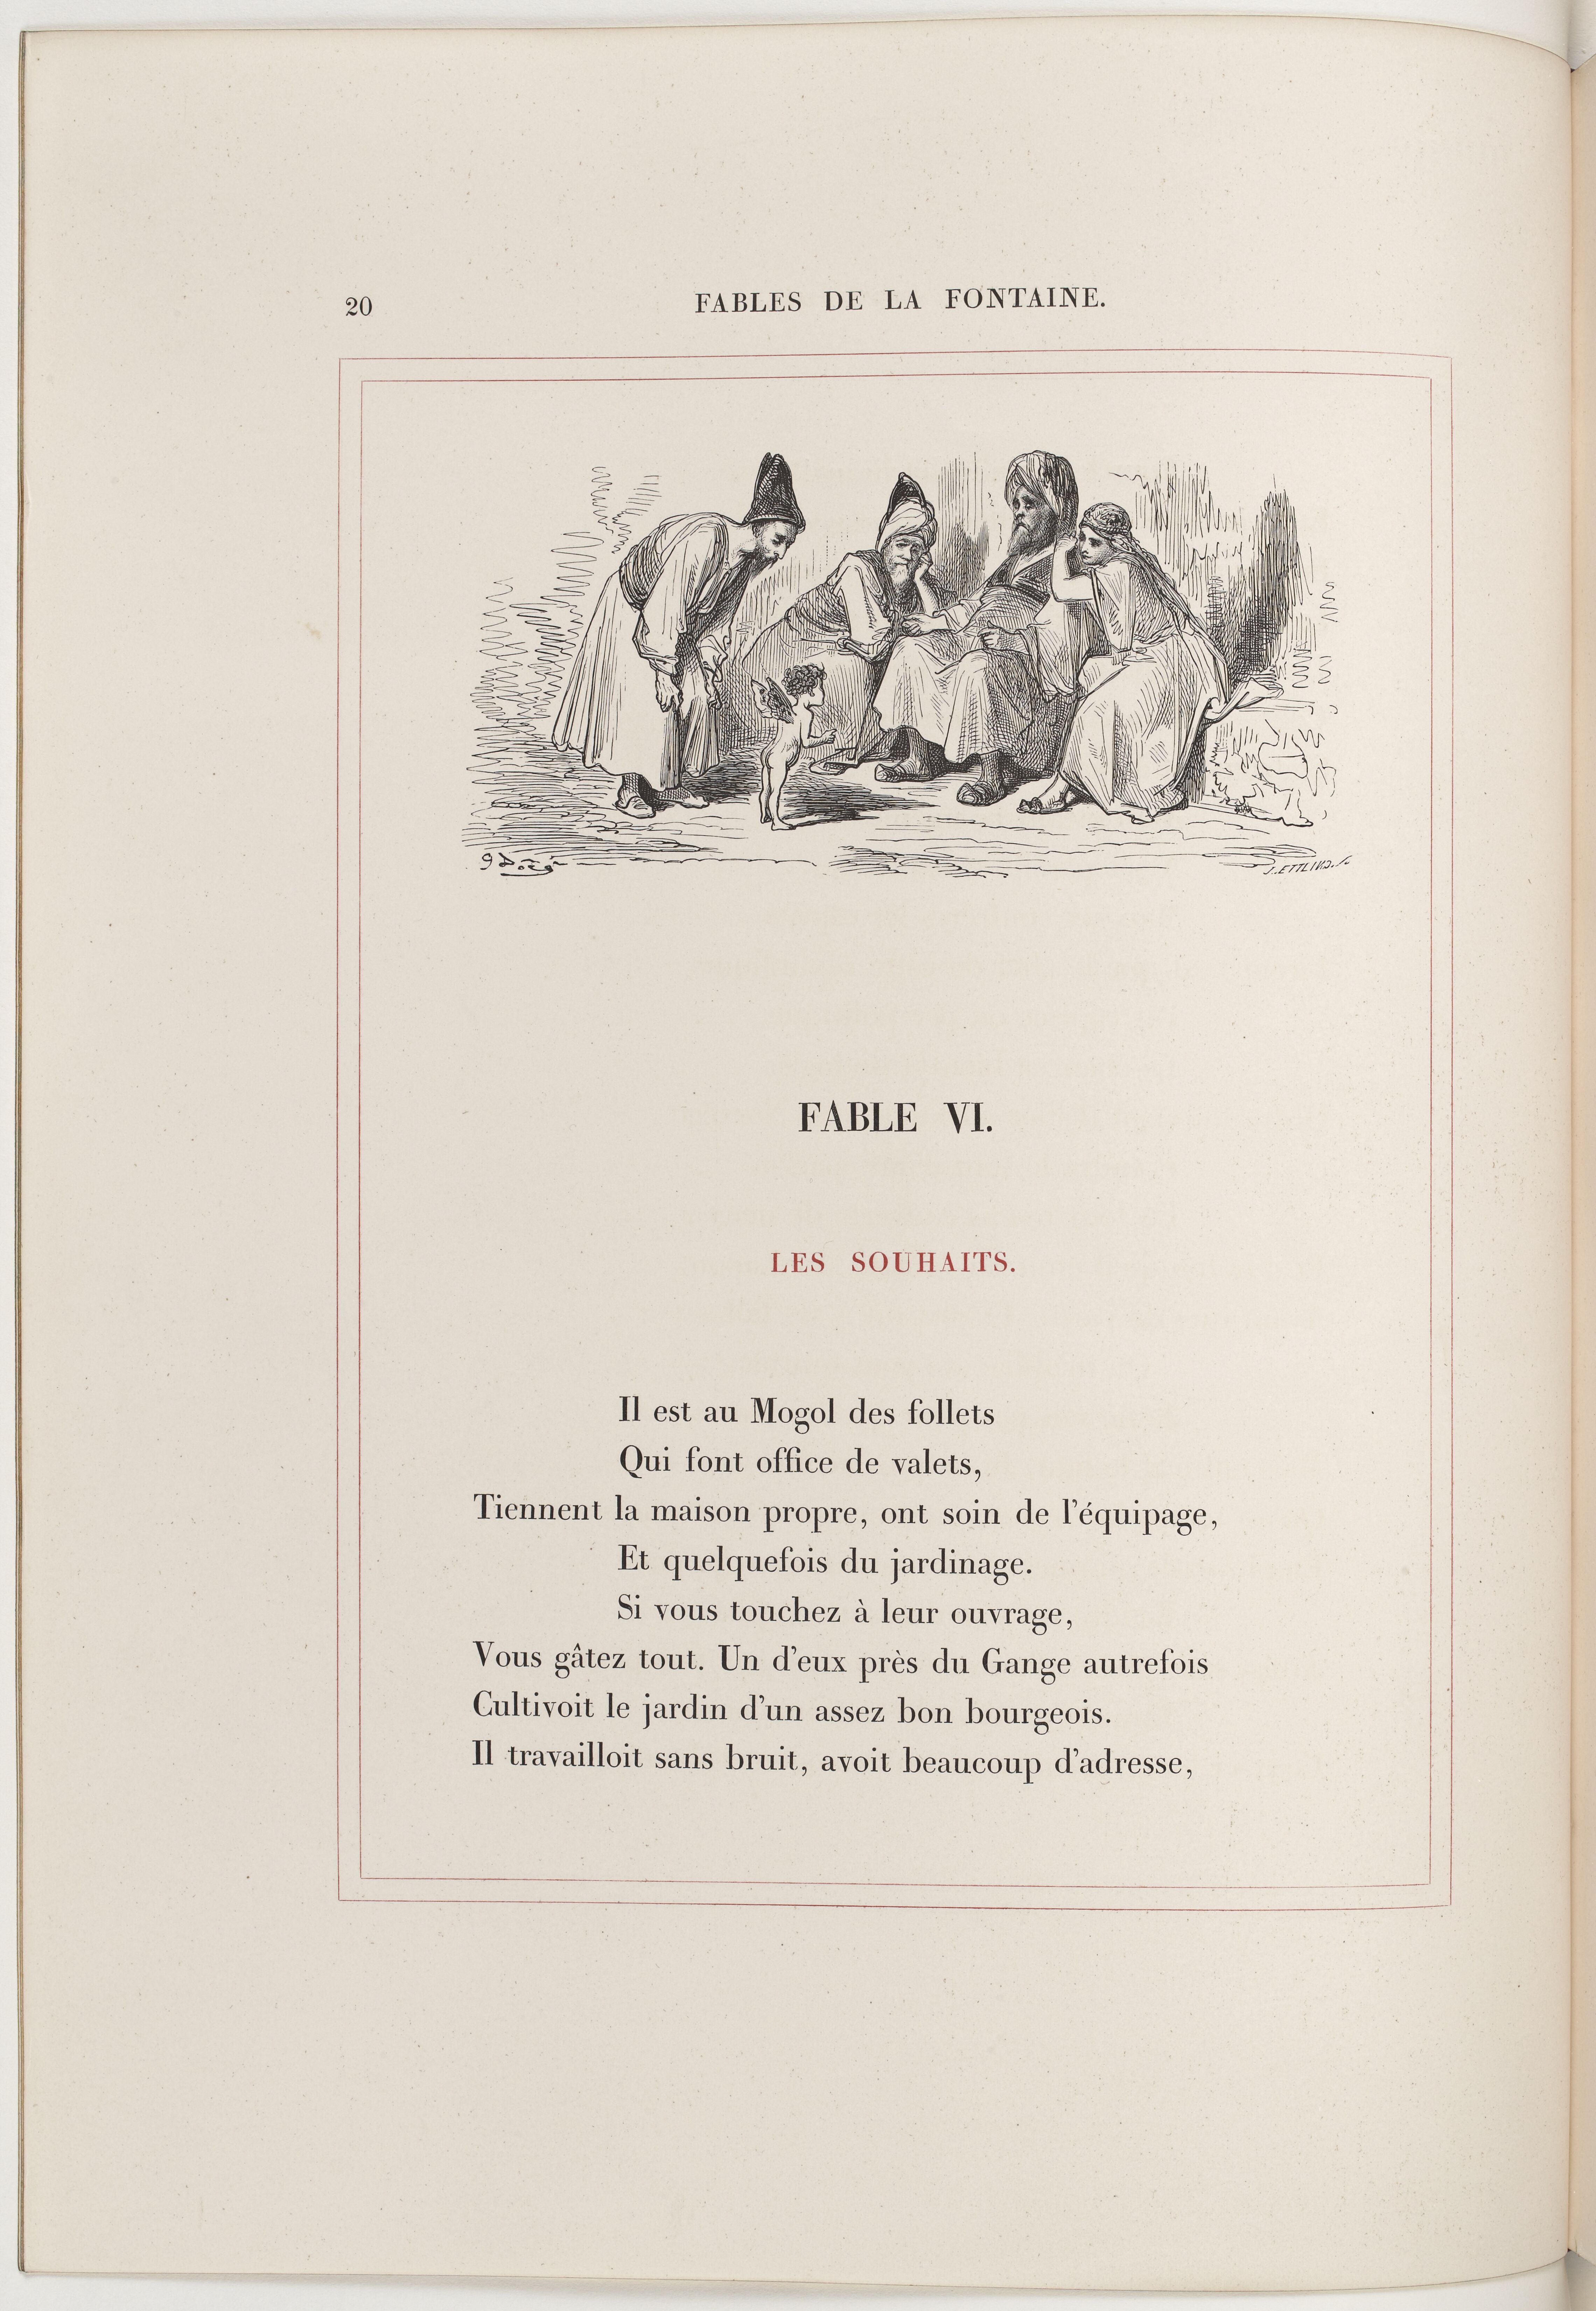 20 FABLES DE LA FONTAINE.
G Doré
J. ETTLING. S.
FABLE VI.
LES SOUHAITS.
Il est au Mogol des follets
Qui font office de valets,
Tiennent la maison propre, ont soin de l'équipage,
Et quelquefois du jardinage.
Si vous touchez à leur ouvrage,
Vous gâtez tout. Un d'eux près du Gange autrefois
Cultivoit le jardin d'un assez bon bourgeois.
Il travailloit sans bruit, avoit beaucoup d'adresse,